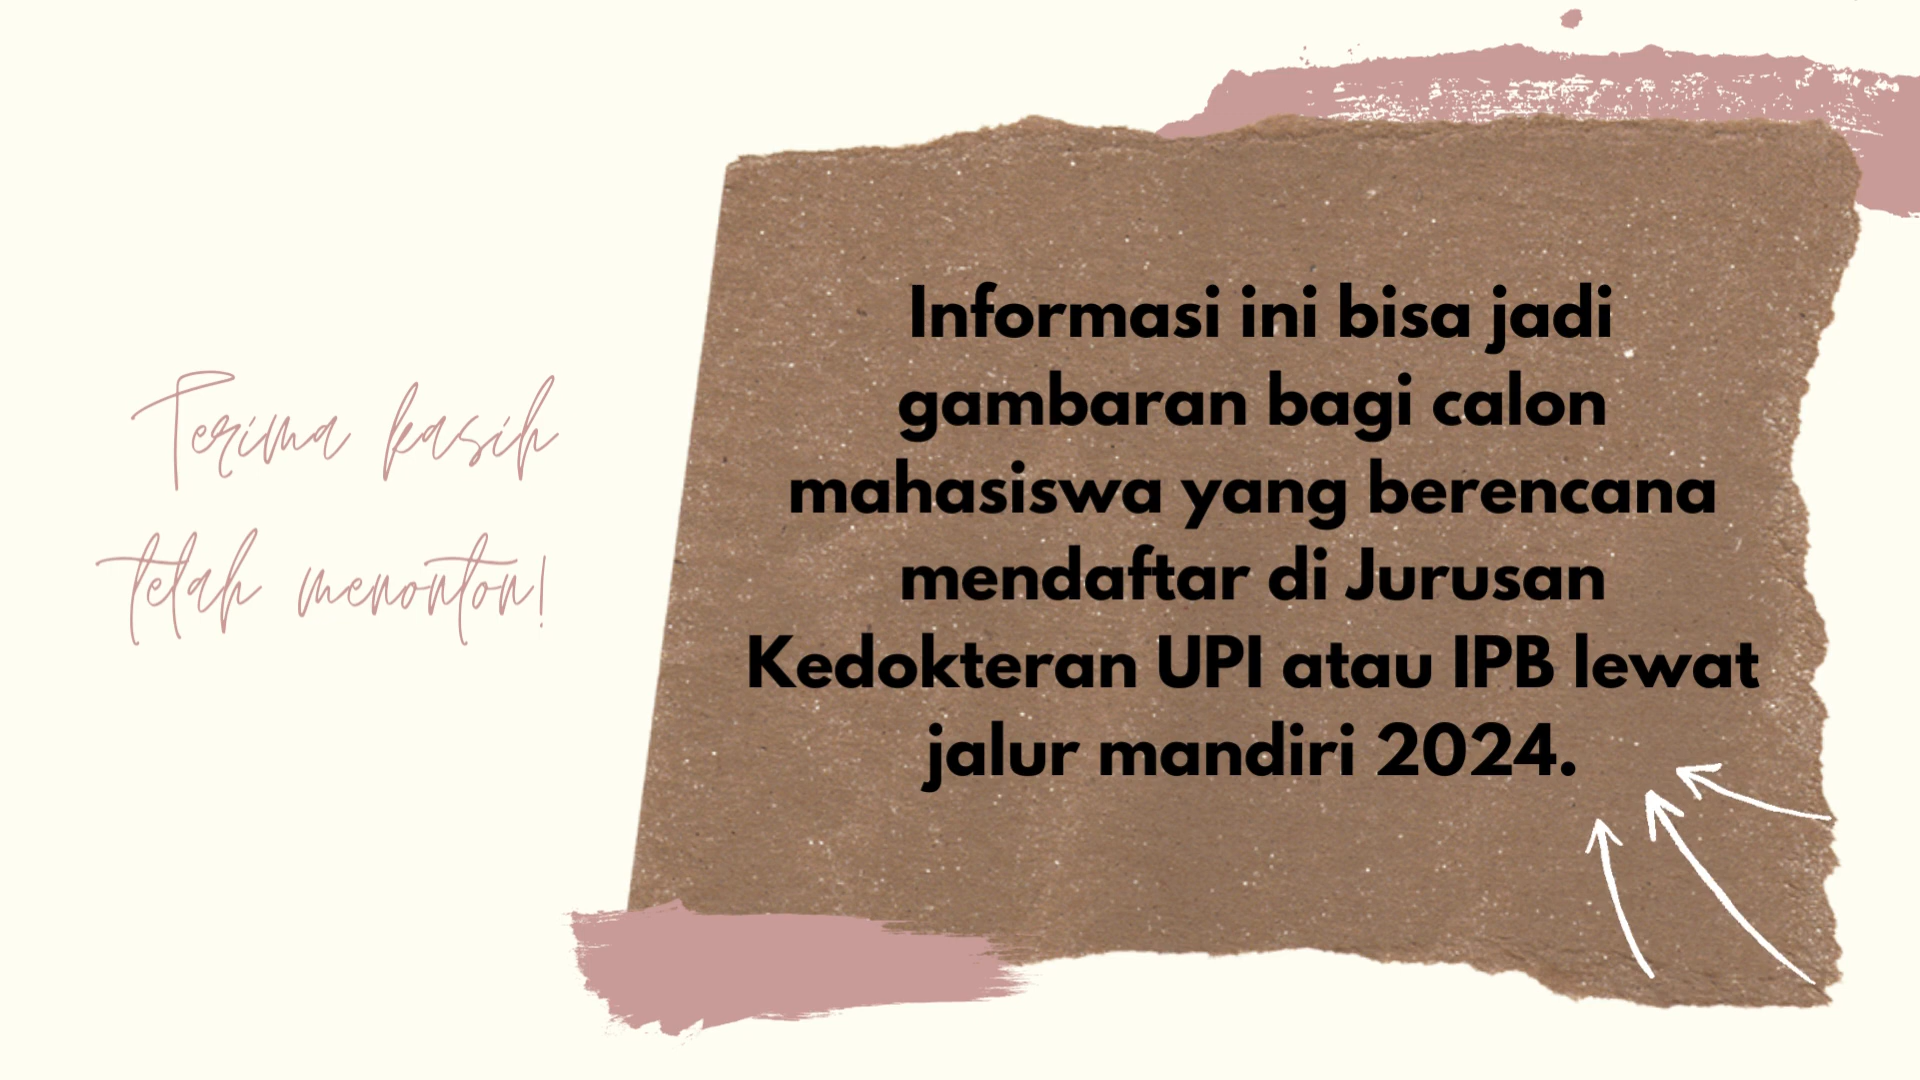 Terima kasih
telah menonton!
Informasi ini bisa jadi
gambaran bagi calon
mahasiswa yang berencana
mendaftar di Jurusan
Kedokteran UPI atau IPB lewat
jalur mandiri 2024.